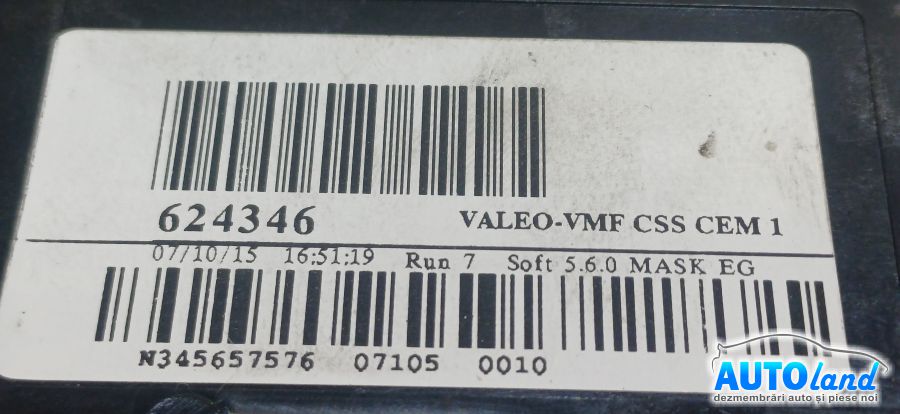 624346 VALEO-VMF CSS CEM 1
07/10/15 16:51:19 Run 7 Soft 5.6.0 MASK EG
N345657576 07105 0010
AUTOland
dezmembrări auto și piese noi